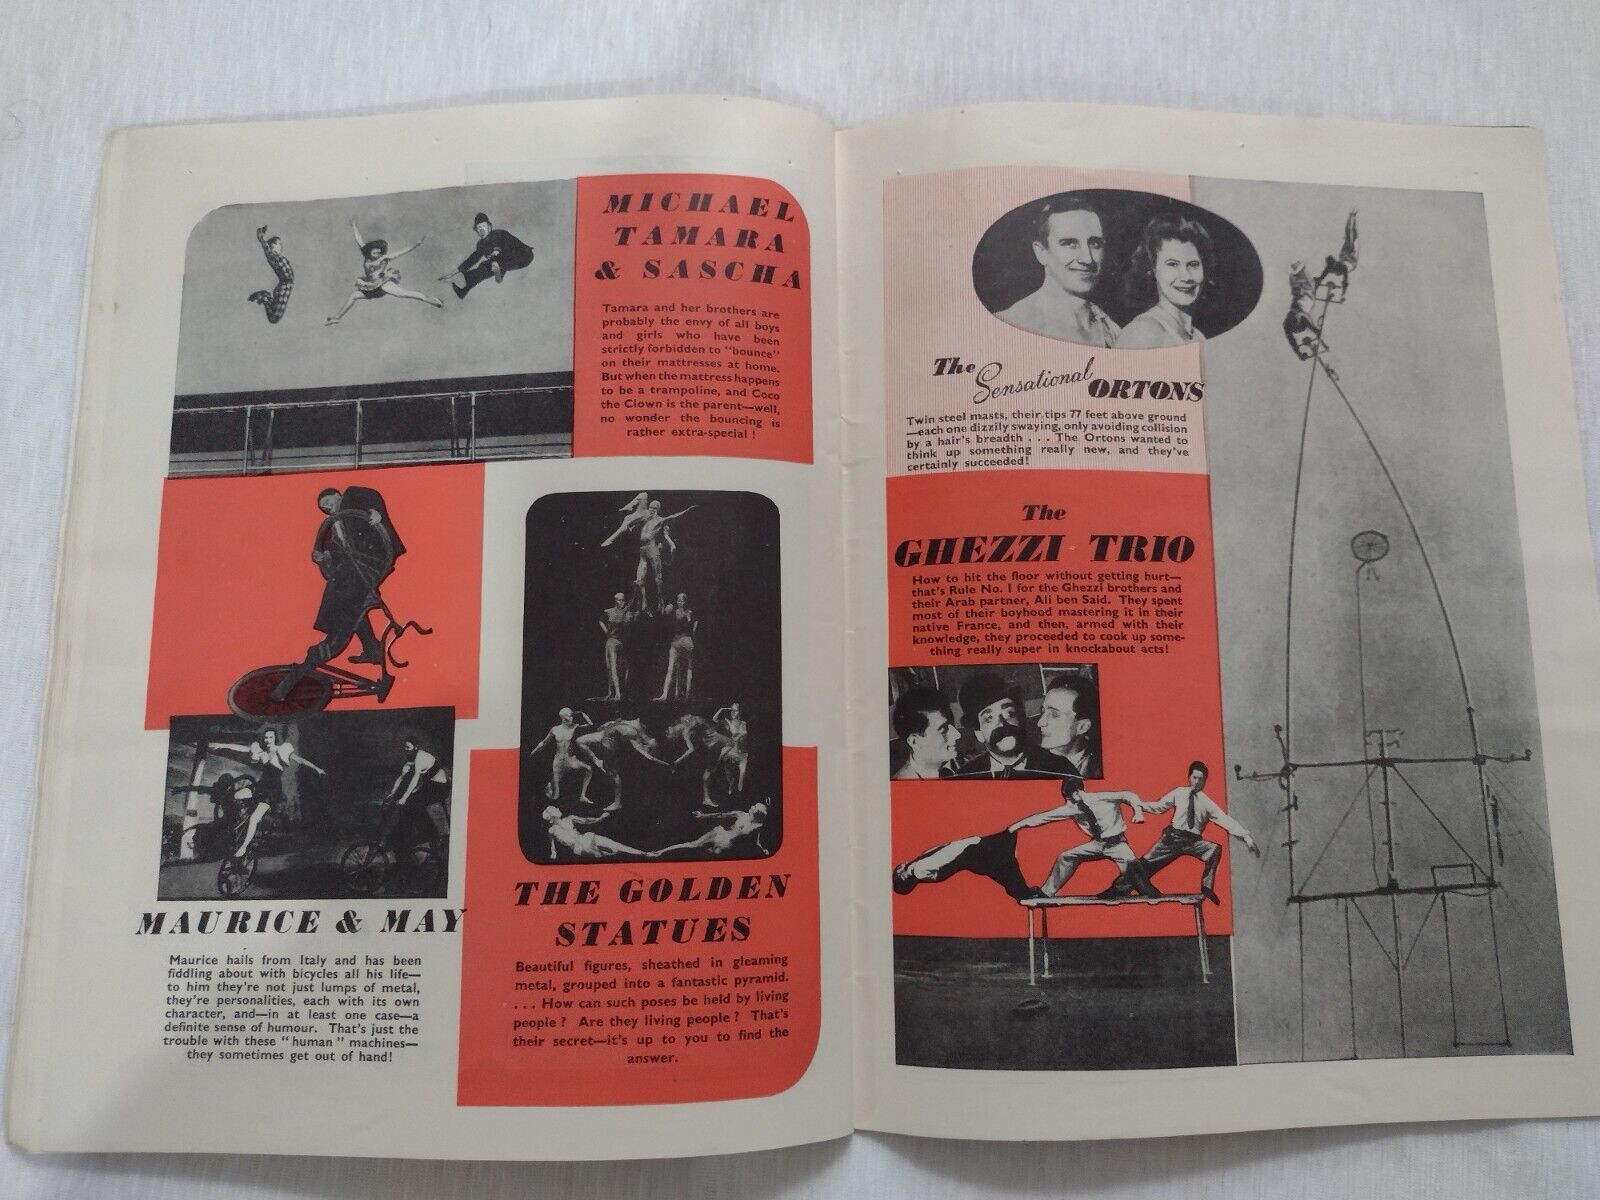 MICHAEL
TAMARA
& SASCHA
Tamara and her brothers are
probably the envy of all boys
and girls who have been
strictly forbidden to "bounce"
on their mattresses at home.
But when the mattress happens
to be a trampoline, and Coco
the Clown is the parent—well,
no wonder the bouncing is
rather extra-special !
MAURICE & MAY
Maurice hails from Italy and has been
fiddling about with bicycles all his life—
to him they're not just lumps of metal,
they're personalities, each with its own
character, and—in at least one case—a
definite sense of humour. That's just the
trouble with these " human " machines—
they sometimes get out of hand!
THE GOLDEN
STATUES
Beautiful figures, sheathed in gleaming
metal, grouped into a fantastic pyramid.
. . . How can such poses be held by living
people ? Are they living people ? That's
their secret—it's up to you to find the
answer.
The Sensational ORTONS
Twin steel masts, their tips 77 feet above ground
—each one dizzily swaying, only avoiding collision
by a hair's breadth . . . The Ortons wanted to
think up something really new, and they've
certainly succeeded!
The
GHEZZI TRIO
How to hit the floor without getting hurt—
that's Rule No. 1 for the Ghezzi brothers and
their Arab partner, Ali ben Said. They spent
most of their boyhood mastering it in their
native France, and then, armed with their
knowledge, they proceeded to cook up some-
thing really super in knockabout acts!